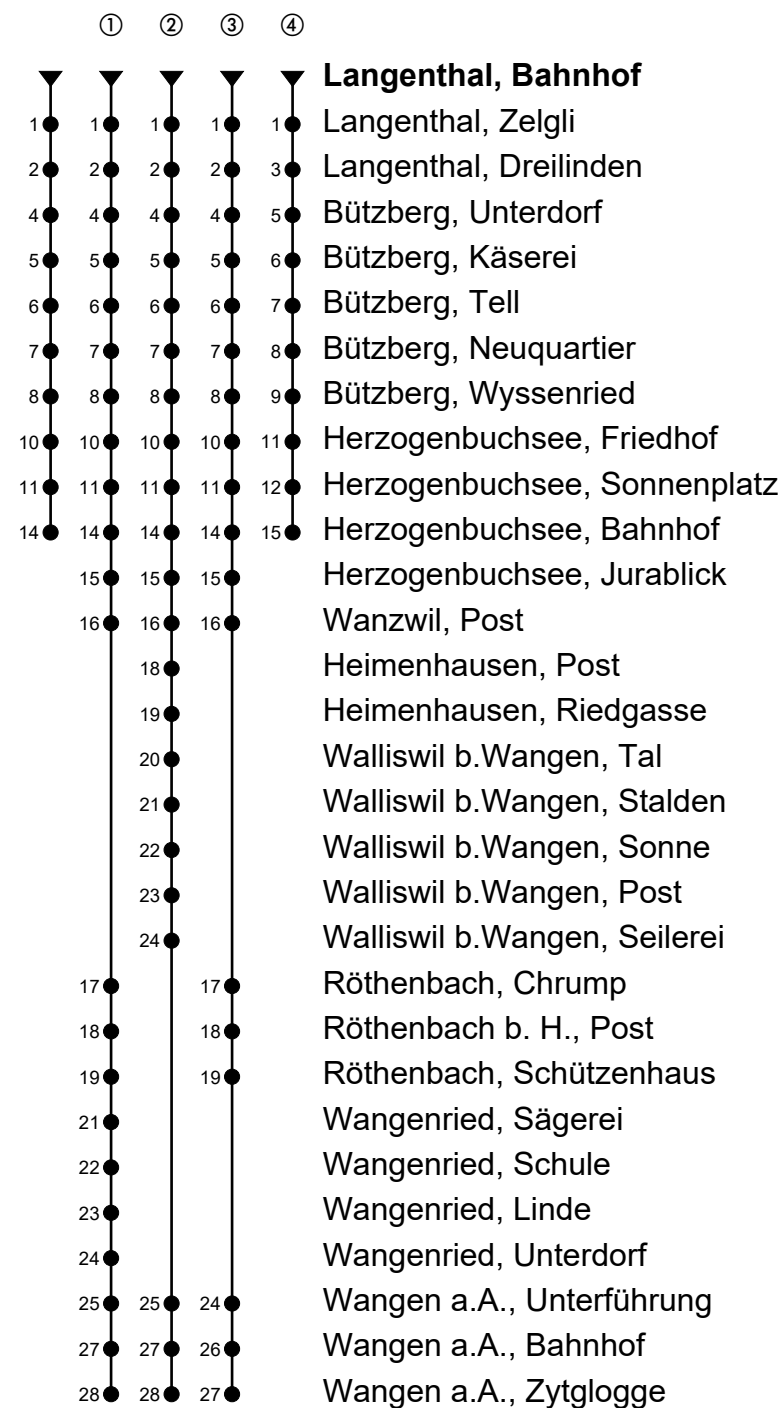 ① ② ③ ④
Langenthal, Bahnhof
1 1 1 1 1 Langenthal, Zelgli
2 2 2 2 3 Langenthal, Dreilinden
4 4 4 4 5 Bützberg, Unterdorf
5 5 5 5 6 Bützberg, Käserei
6 6 6 6 7 Bützberg, Tell
7 7 7 7 8 Bützberg, Neuquartier
8 8 8 8 9 Bützberg, Wyssenried
10 10 10 10 11 Herzogenbuchsee, Friedhof
11 11 11 11 12 Herzogenbuchsee, Sonnenplatz
14 14 14 14 15 Herzogenbuchsee, Bahnhof
15 15 15 Herzogenbuchsee, Jurablick
16 16 16 Wanzwil, Post
18 Heimenhausen, Post
19 Heimenhausen, Riedgasse
20 Walliswil b.Wangen, Tal
21 Walliswil b.Wangen, Stalden
22 Walliswil b.Wangen, Sonne
23 Walliswil b.Wangen, Post
24 Walliswil b.Wangen, Seilerei
17 17 Röthenbach, Chrump
18 18 Röthenbach b. H., Post
19 19 Röthenbach, Schützenhaus
21 Wangenried, Sägerei
22 Wangenried, Schule
23 Wangenried, Linde
24 Wangenried, Unterdorf
25 25 24 Wangen a.A., Unterführung
27 27 26 Wangen a.A., Bahnhof
28 28 27 Wangen a.A., Zytglogge